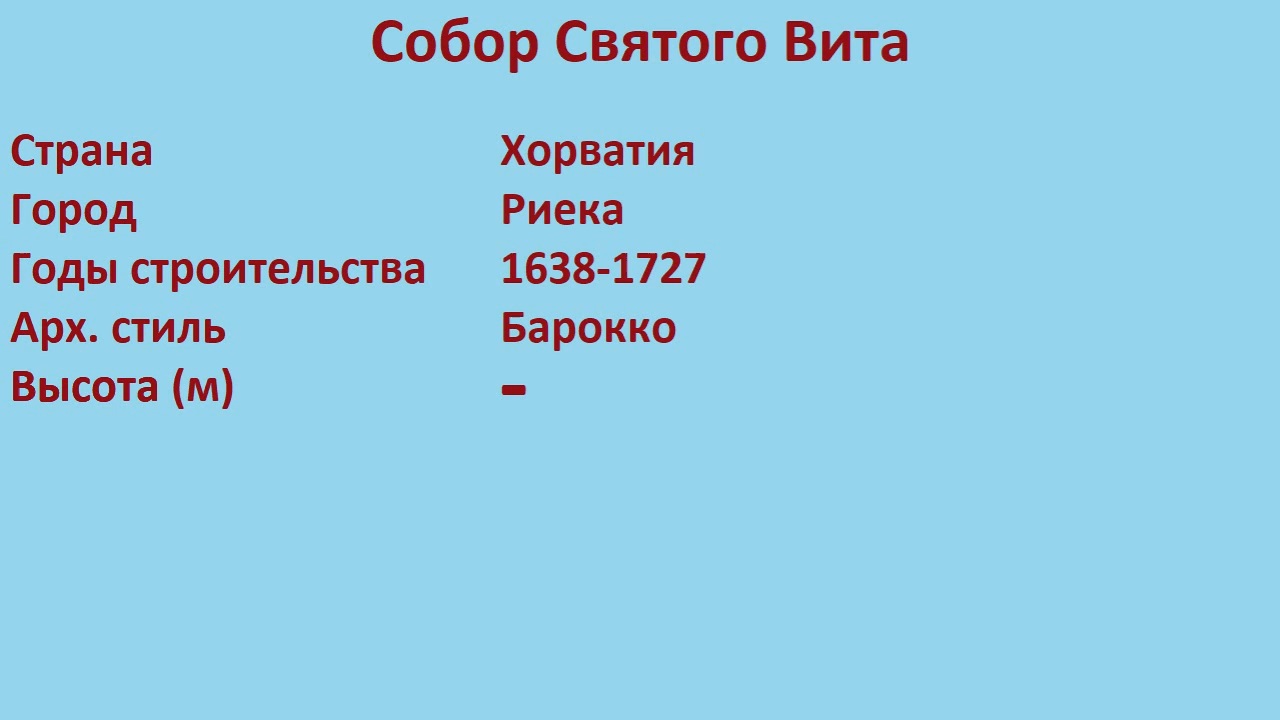 Собор Святого Вита
Страна Хорватия
Город Риека
Годы строительства 1638-1727
Арх. стиль Барокко
Высота (м) -